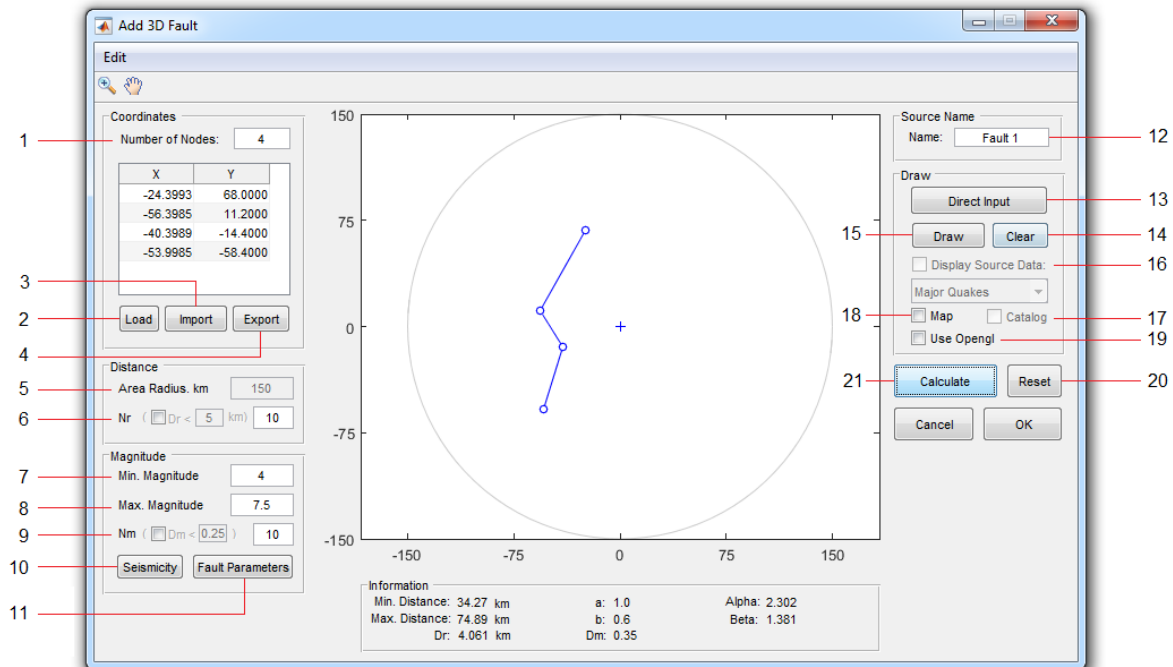 Add 3D Fault
Edit
Coordinates
1
Number of Nodes: 4
X Y
-24.3993 68.0000
-56.3985 11.2000
-40.3989 -14.4000
-53.9985 -58.4000
3
2
Load Import Export
4
Distance
5
Area Radius. km 150
6
Nr ( Dr < 5 km) 10
Magnitude
7
Min. Magnitude 4
8
Max. Magnitude 7.5
9
Nm ( Dm < 0.25 ) 10
10
Seismicity Fault Parameters
11
150
75
0
-75
-150
-150 -75 0 75 150
Information
Min. Distance: 34.27 km a: 1.0 Alpha: 2.302
Max. Distance: 74.89 km b: 0.6 Beta: 1.381
Dr: 4.061 km Dm: 0.35
Source Name
Name: Fault 1
12
Draw
Direct Input
13
15
Draw Clear
14
Display Source Data:
16
Major Quakes
18
Map Catalog
17
Use Opengl
19
21
Calculate Reset
20
Cancel OK